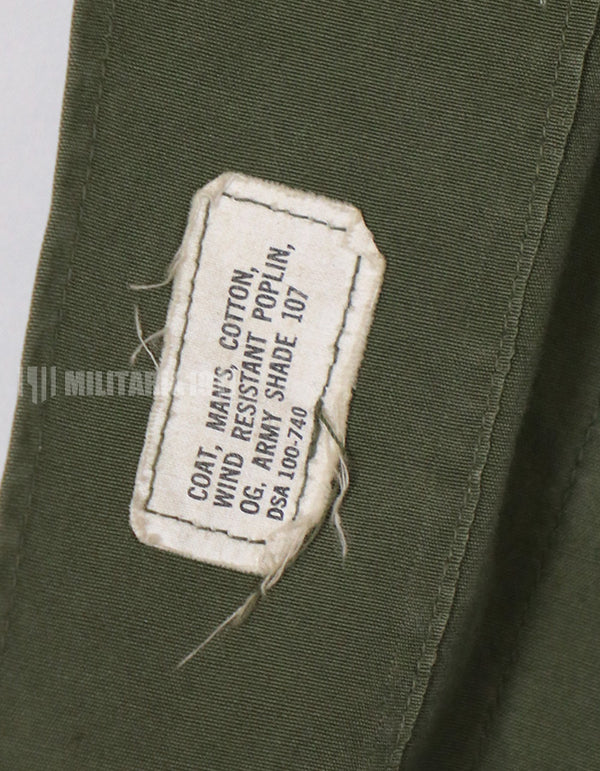 COAT, MAN'S, COTTON,
WIND RESISTANT POPLIN,
OG, ARMY SHADE 107
DSA 100-740